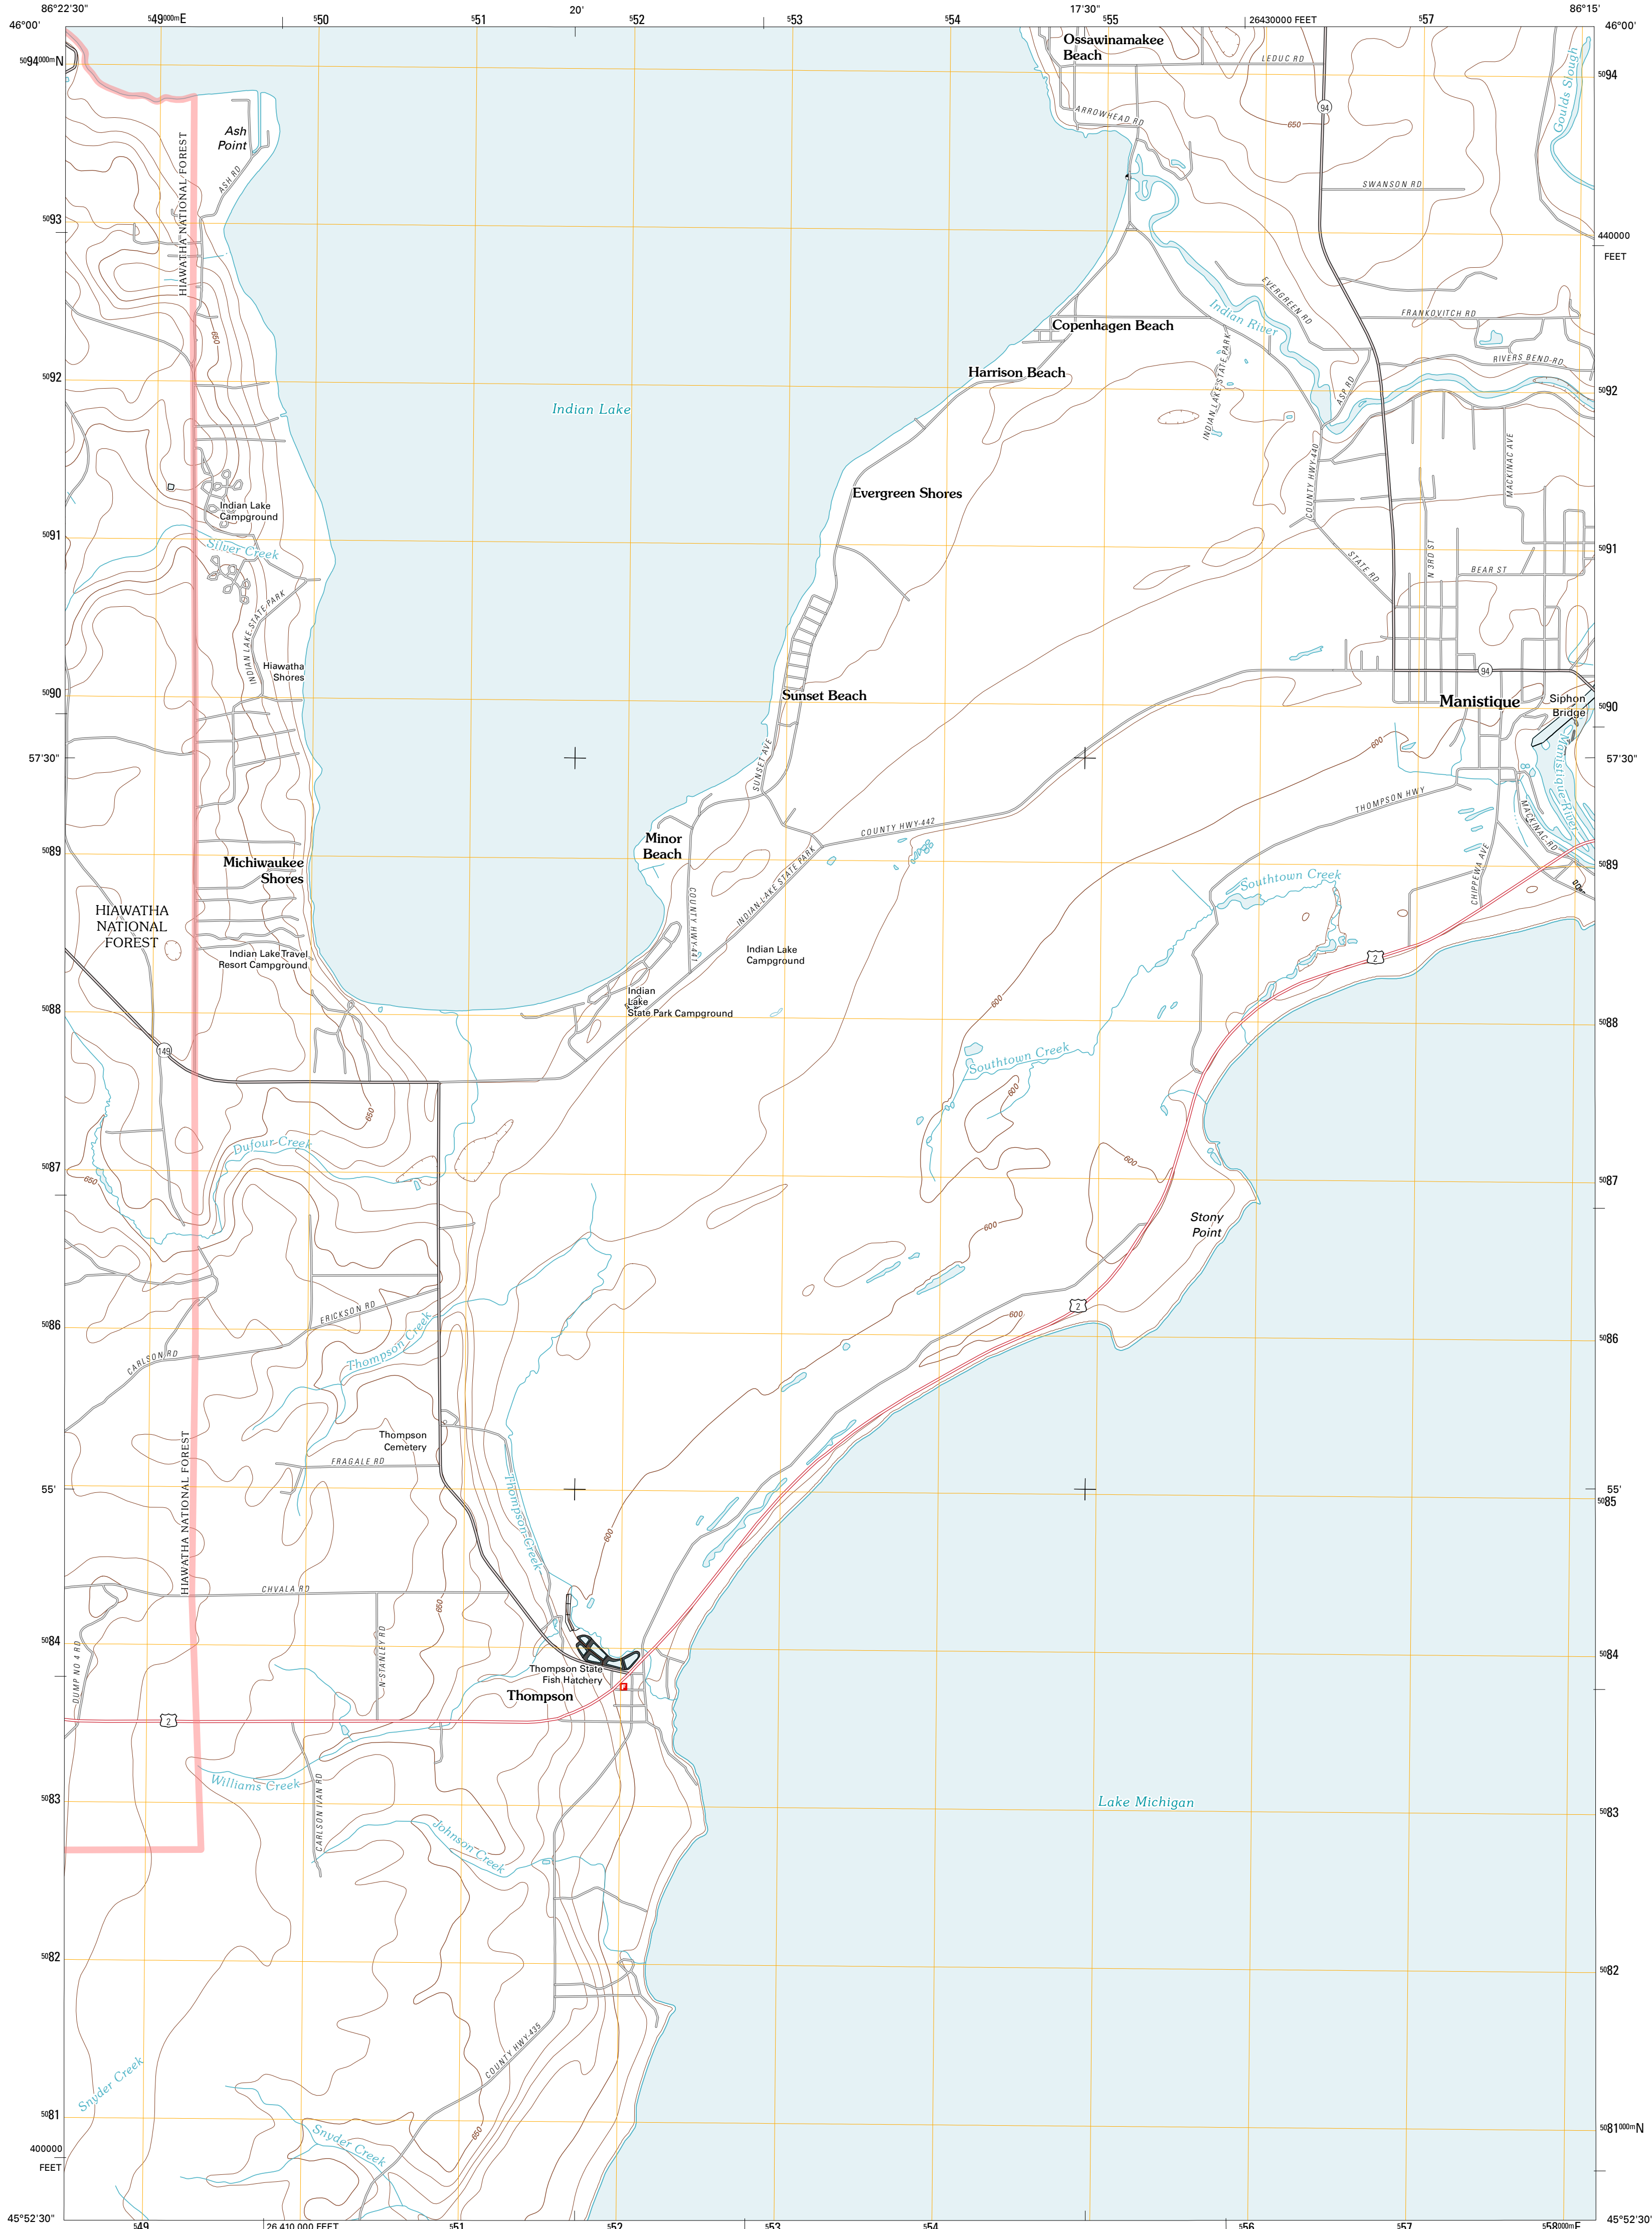 86°22'30"
549000mE
550
551
20'
552
553
554
17'30"
555
26430000 FEET
557
86°15'
46°00'
46°00'
5094000mN
Ossawinamakee
Beach
LEDUC RD
5094
Goulds Slough
94
ARROWHEAD RD
650
Ash
Point
HIAWATHA NATIONAL FOREST
ASH RD
SWANSON RD
5093
440000
FEET
EVERGREEN RD
Indian River
Copenhagen Beach
FRANKOVITCH RD
650
RIVERS BEND RD
Harrison Beach
INDIAN LAKE STATE PARK
ASP RD
5092
5092
Indian Lake
COUNTY HWY-440
MACKINAC AVE
Evergreen Shores
Indian Lake
Campground
5091
Silver Creek
5091
STATE RD
N 3RD ST
BEAR ST
INDIAN LAKE STATE PARK
Hiawatha
Shores
94
5090
Sunset Beach
Manistique
Siphon
Bridge
5090
600
57'30"
57'30"
SUNSET AVE
Manistique River
THOMPSON HWY
MACKINAC RD
COUNTY HWY-442
Minor
Beach
5089
5089
Michiwaukee
Shores
CHIPPEWA AVE
Southtown Creek
INDIAN LAKE STATE PARK
COUNTY HWY-441
HIAWATHA
NATIONAL
FOREST
Indian Lake Travel
Resort Campground
Indian Lake
Campground
2
Indian
Lake
State Park Campground
600
5088
5088
149
Southtown Creek
600
650
Dufour Creek
5087
650
600
5087
Stony
Point
600
2
600
ERICKSON RD
5086
5086
Thompson Creek
CARLSON RD
Thompson
Cemetery
HIAWATHA NATIONAL FOREST
FRAGALE RD
55'
55'
5085
Thompson Creek
600
CHVALA RD
650
5084
5084
DUMP NO 4 RD
N STANLEY RD
Thompson State
Fish Hatchery
Thompson
F
2
Williams Creek
5083
CARLSON IVAN RD
Lake Michigan
5083
Johnson Creek
5082
5082
COUNTY HWY-435
Snyder Creek
5081
Snyder Creek
650
5081000mN
400000
FEET
45°52'30"
549
26 410 000 FEET
551
552
553
554
556
557
558000mE
45°52'30"